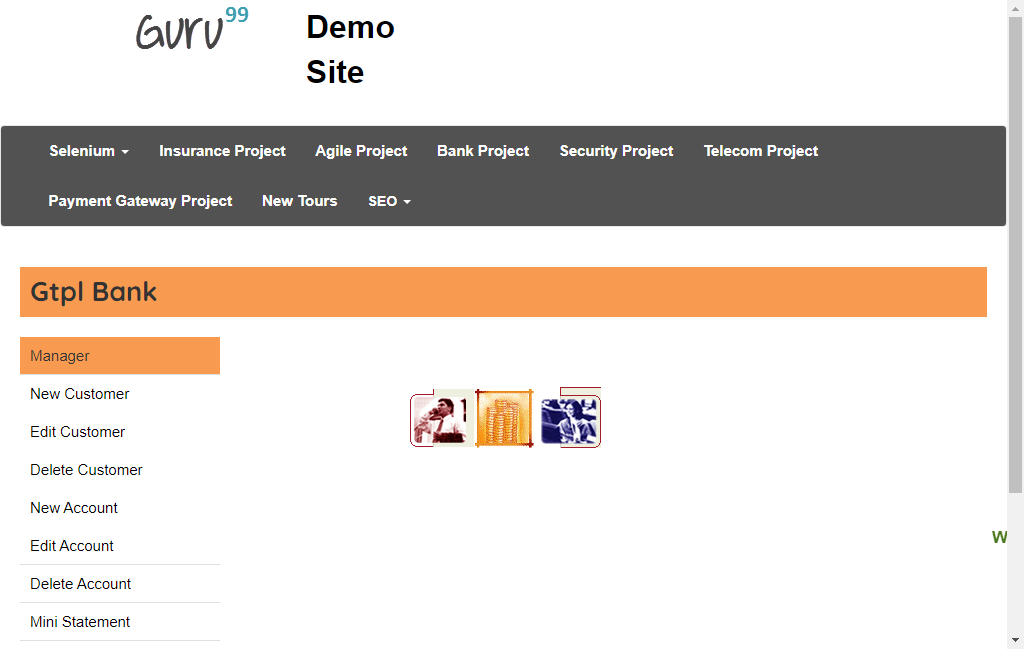 Guru99
Demo
Site
Selenium
Insurance Project
Agile Project
Bank Project
Security Project
Telecom Project
Payment Gateway Project
New Tours
SEO
Gtpl Bank
Manager
New Customer
Edit Customer
Delete Customer
New Account
Edit Account
W
Delete Account
Mini Statement